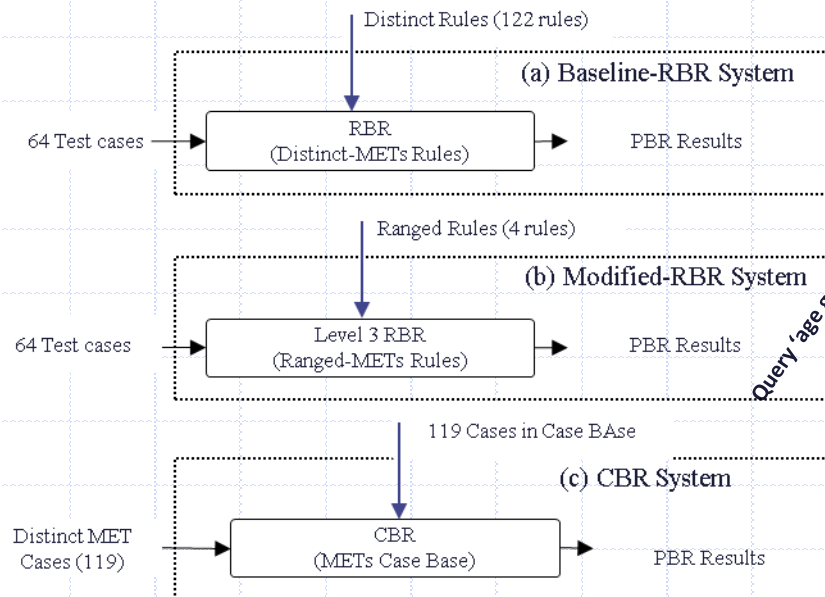 Distinct Rules (122 rules)
(a) Baseline-RBR System
RBR
(Distinct-METs Rules)
64 Test cases
PBR Results
Ranged Rules (4 rules)
(b) Modified-RBR System
Level 3 RBR
(Ranged-METs Rules)
64 Test cases
PBR Results
Query ‘age
119 Cases in Case BAse
(c) CBR System
Distinct MET
Cases (119)
CBR
(METs Case Base)
PBR Results